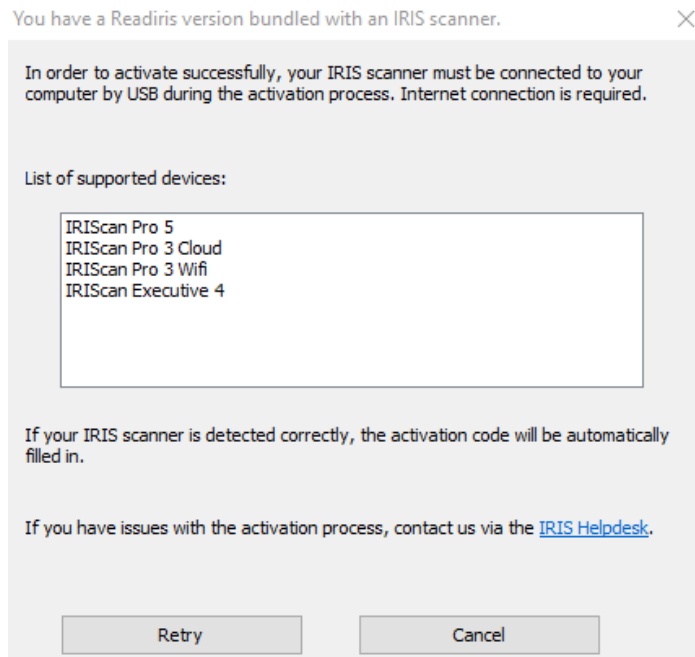 You have a Readiris version bundled with an IRIS scanner.
In order to activate successfully, your IRIS scanner must be connected to your
computer by USB during the activation process. Internet connection is required.
List of supported devices:
IRIScan Pro 5
IRIScan Pro 3 Cloud
IRIScan Pro 3 Wifi
IRIScan Executive 4
If your IRIS scanner is detected correctly, the activation code will be automatically
filled in.
If you have issues with the activation process, contact us via the IRIS Helpdesk.
Retry
Cancel